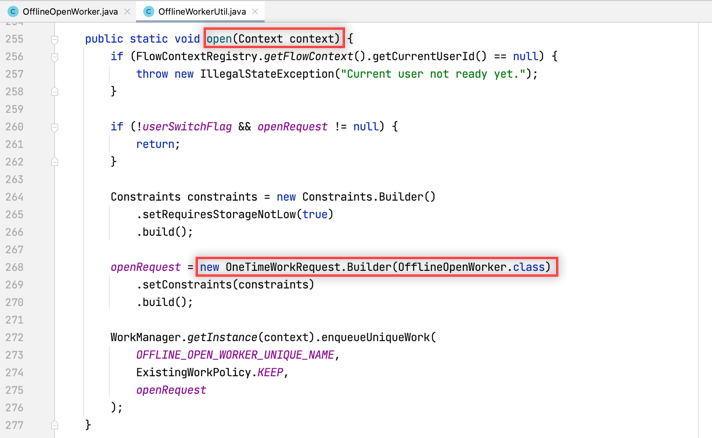 OfflineOpenWorker.java OfflineWorkerUtil.java
255 public static void open(Context context) {
256 if (FlowContextRegistry.getFlowContext().getCurrentUserId() == null) {
257 throw new IllegalStateException("Current user not ready yet.");
258 }
259
260 if (!userSwitchFlag && openRequest != null) {
261 return;
262 }
263
264 Constraints constraints = new Constraints.Builder()
265 .setRequiresStorageNotLow(true)
266 .build();
267
268 openRequest = new OneTimeWorkRequest.Builder(OfflineOpenWorker.class)
269 .setConstraints(constraints)
270 .build();
271
272 WorkManager.getInstance(context).enqueueUniqueWork(
273 OFFLINE_OPEN_WORKER_UNIQUE_NAME,
274 ExistingWorkPolicy.KEEP,
275 openRequest
276 );
277 }